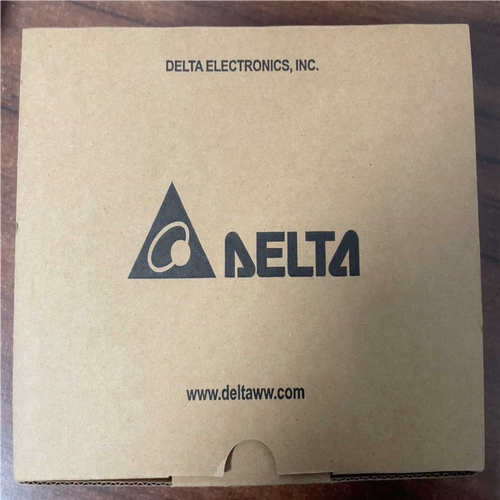 DELTA ELECTRONICS, INC.
DELTA
www.deltaww.com